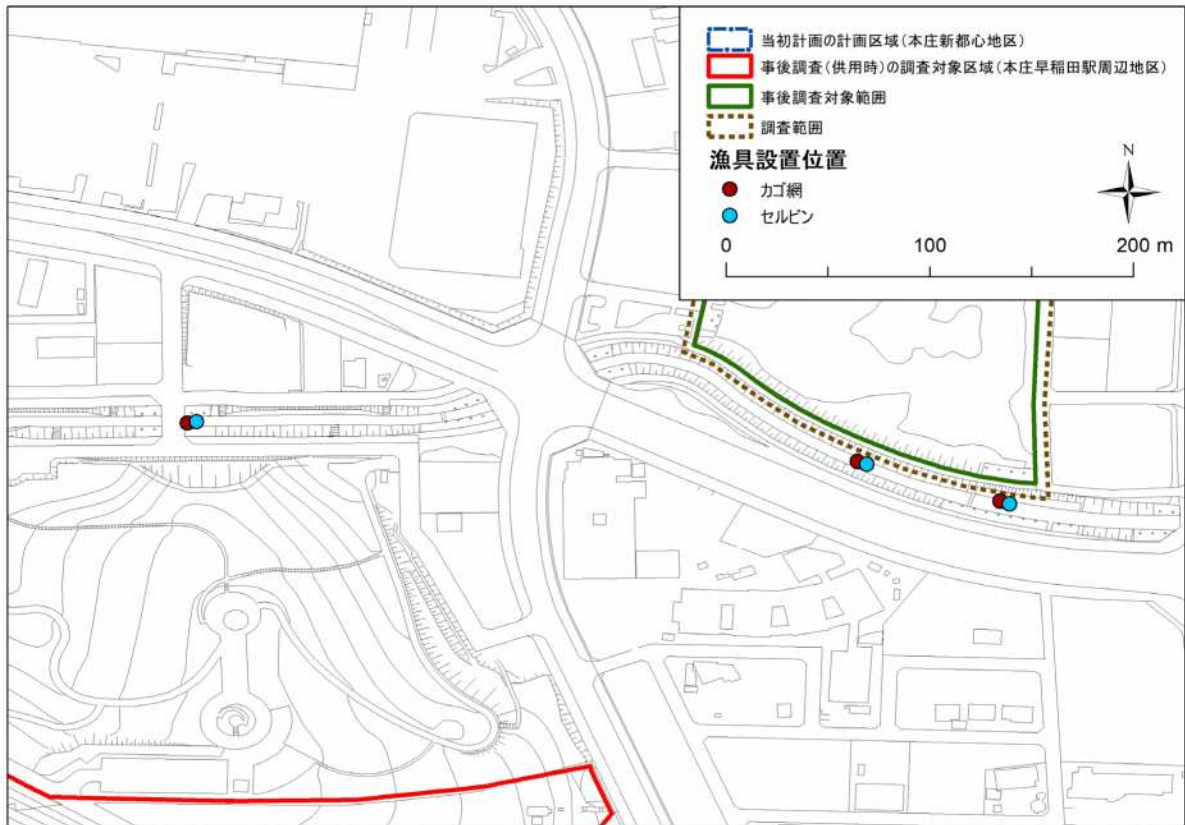 当初計画の計画区域(本庄新都心地区)
事後調査(供用時)の調査対象区域(本庄早稲田駅周辺地区)
事後調査対象範囲
調査範囲
漁具設置位置
カゴ網
セルビン
N
0 100 200 m